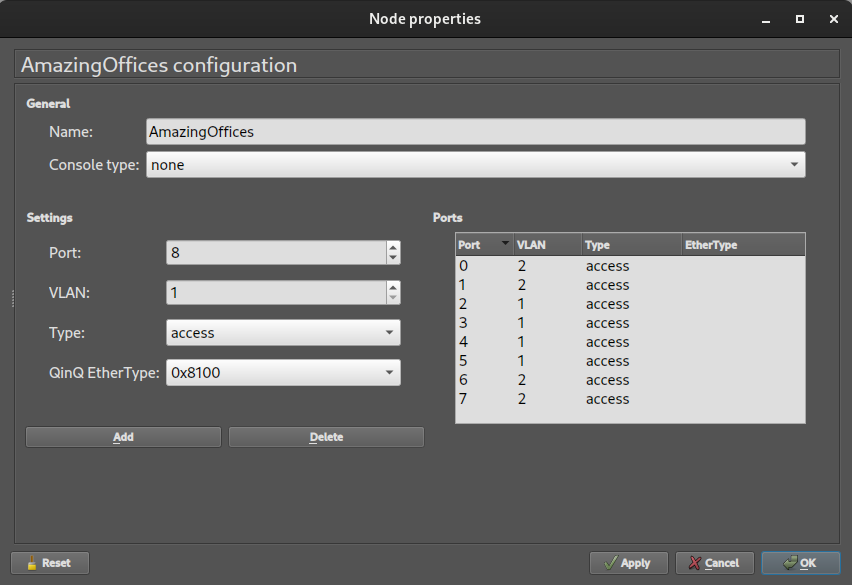 Node properties
AmazingOffices configuration
General
Name: AmazingOffices
Console type: none
Settings
Port: 8
VLAN: 1
Type: access
QinQ EtherType: 0x8100
Add Delete
Ports
Port VLAN Type EtherType
0 2 access
1 2 access
2 1 access
3 1 access
4 1 access
5 1 access
6 2 access
7 2 access
Reset Apply Cancel OK